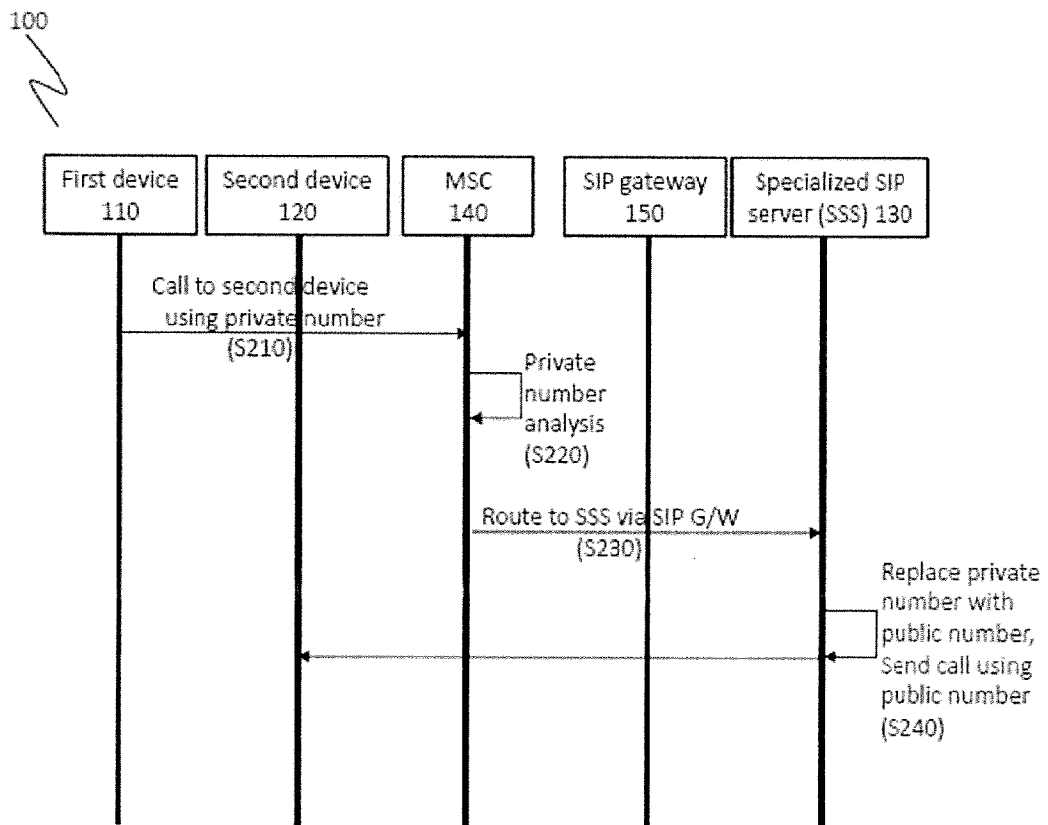 100
First device
110
Second device
120
MSC
140
SIP gateway
150
Specialized SIP
server (SSS) 130
Call to second device
using private number
(S210)
Private
number
analysis
(S220)
Route to SSS via SIP G/W
(S230)
Replace private
number with
public number,
Send call using
public number
(S240)